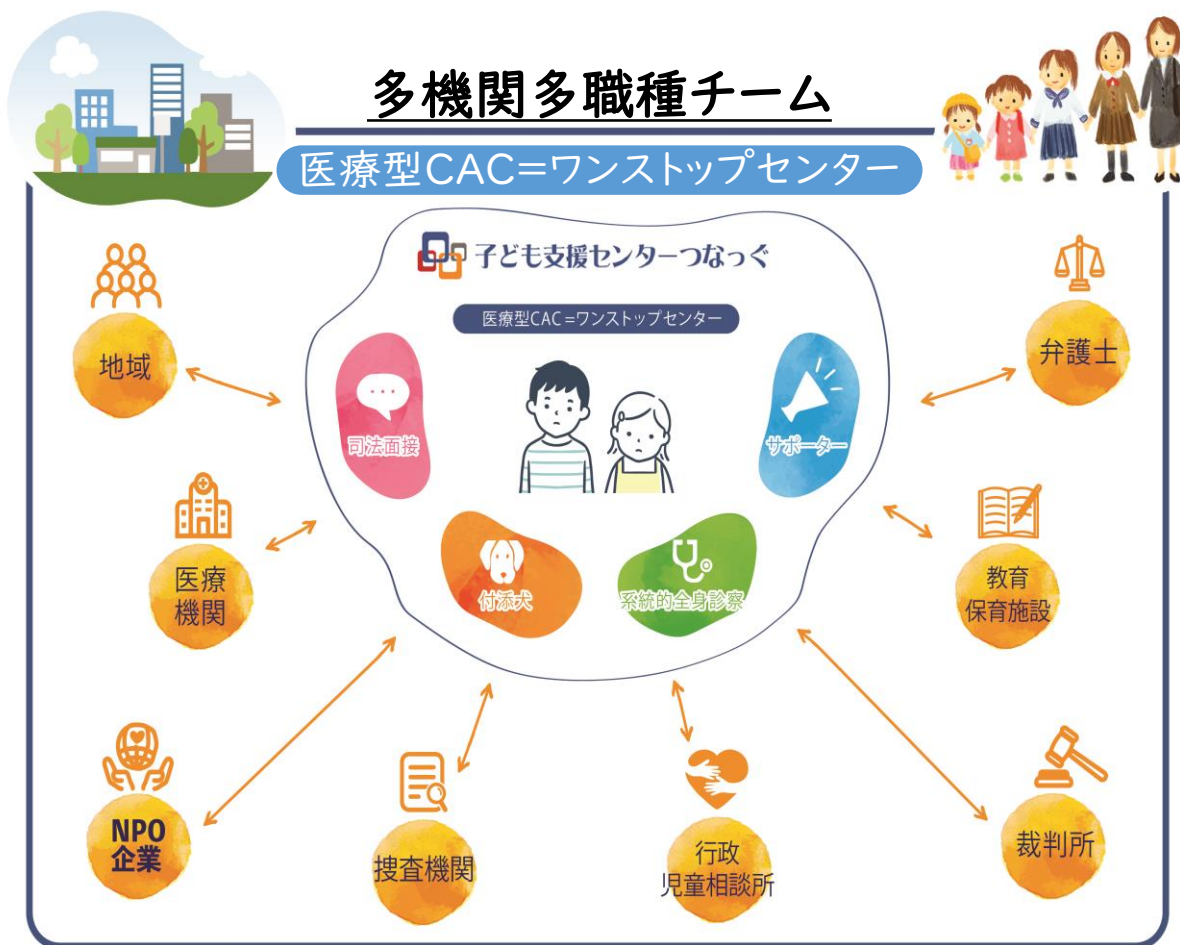 多機関多職種チーム
医療型CAC=ワンストップセンター
子ども支援センターつなっぐ
医療型CAC=ワンストップセンター
司法面接
サポーター
付添犬
系統的全身診察
地域
弁護士
医療
機関
教育
保育施設
NPO
企業
捜査機関
行政
児童相談所
裁判所